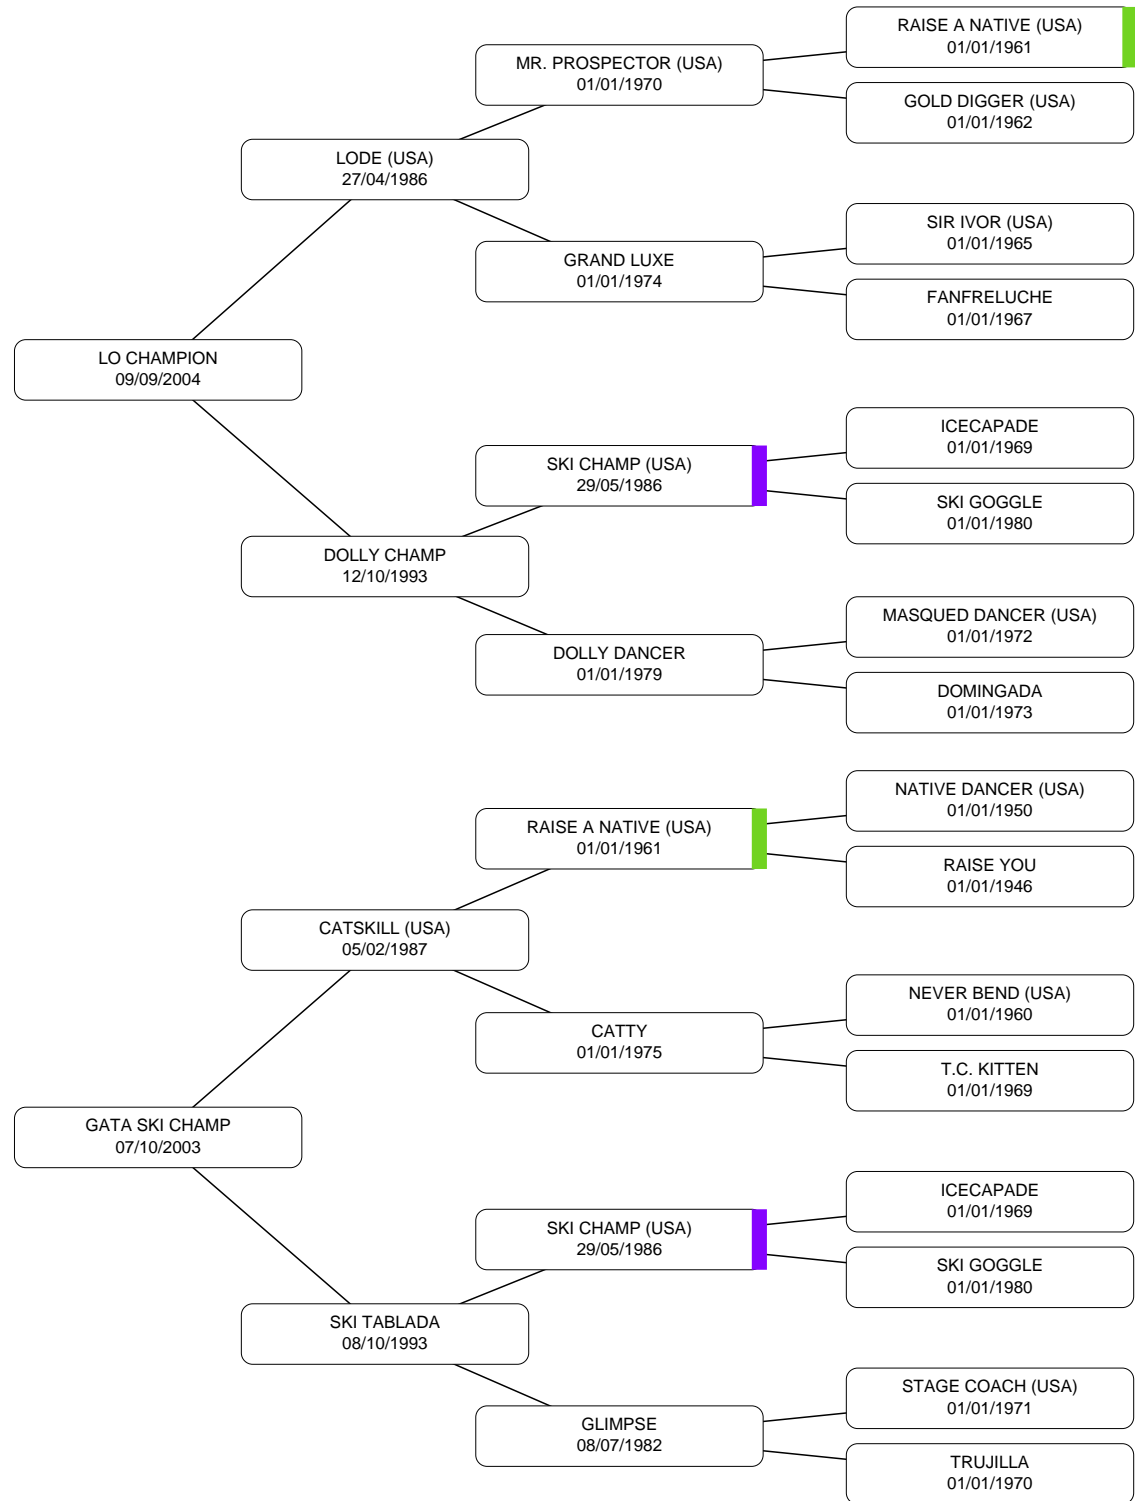 RAISE A NATIVE (USA)
01/01/1961
MR. PROSPECTOR (USA)
01/01/1970
GOLD DIGGER (USA)
01/01/1962
LODE (USA)
27/04/1986
SIR IVOR (USA)
01/01/1965
GRAND LUXE
01/01/1974
FANFRELUCHE
01/01/1967
LO CHAMPION
09/09/2004
ICECAPADE
01/01/1969
SKI CHAMP (USA)
29/05/1986
SKI GOGGLE
01/01/1980
DOLLY CHAMP
12/10/1993
MASQUED DANCER (USA)
01/01/1972
DOLLY DANCER
01/01/1979
DOMINGADA
01/01/1973
NATIVE DANCER (USA)
01/01/1950
RAISE A NATIVE (USA)
01/01/1961
RAISE YOU
01/01/1946
CATSKILL (USA)
05/02/1987
NEVER BEND (USA)
01/01/1960
CATTY
01/01/1975
T.C. KITTEN
01/01/1969
GATA SKI CHAMP
07/10/2003
ICECAPADE
01/01/1969
SKI CHAMP (USA)
29/05/1986
SKI GOGGLE
01/01/1980
SKI TABLADA
08/10/1993
STAGE COACH (USA)
01/01/1971
GLIMPSE
08/07/1982
TRUJILLA
01/01/1970